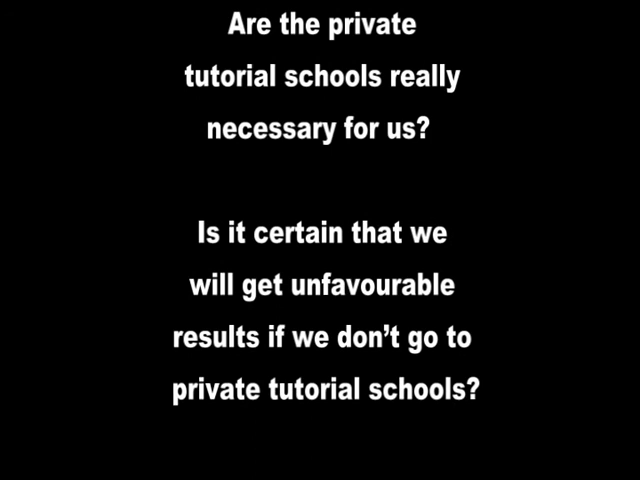 Are the private
tutorial schools really
necessary for us?
Is it certain that we
will get unfavourable
results if we don’t go to
private tutorial schools?